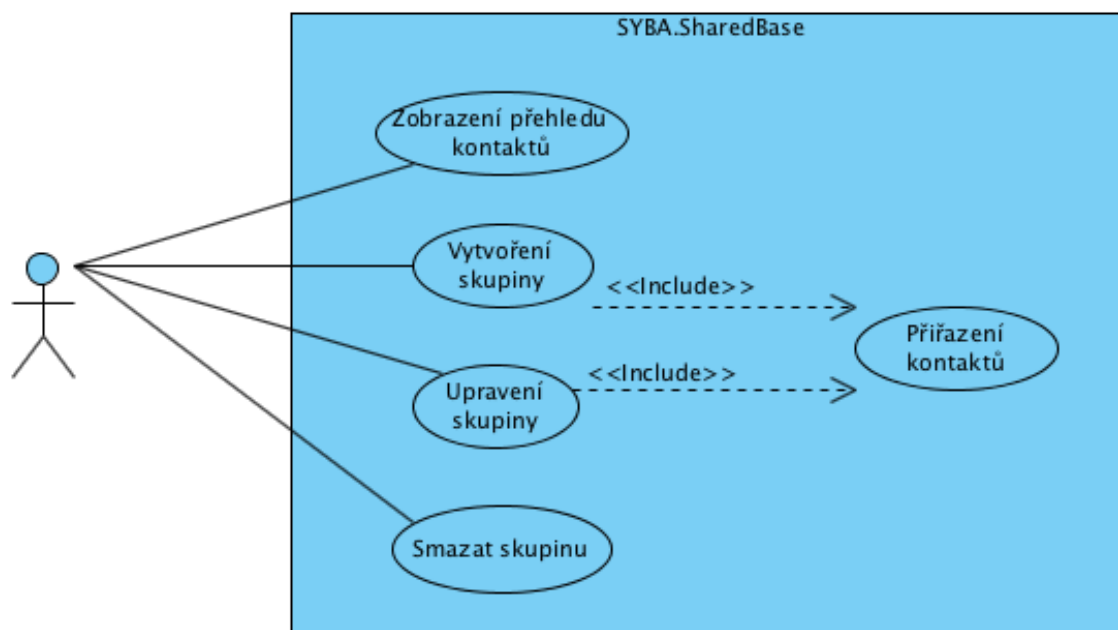 SYBA.SharedBase
Zobrazení přehledu
kontaktů
Vytvoření
skupiny
<<Include>>
Přiřazení
kontaktů
<<Include>>
Upravení
skupiny
Smazat skupinu